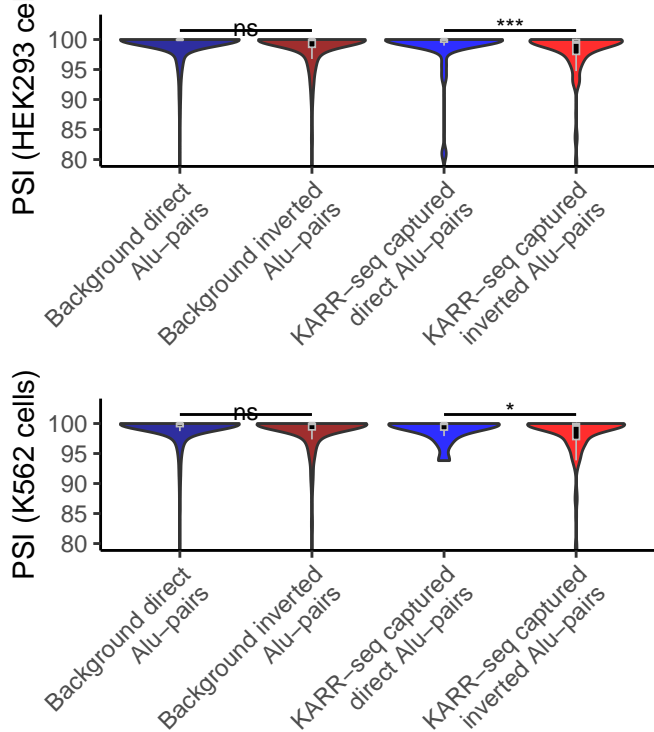 PSI (HEK293 ce
100
95
90
85
80
ns
***
Background direct
Alu−pairs
Background inverted
Alu−pairs
KARR−seq captured
direct Alu−pairs
KARR−seq captured
inverted Alu−pairs
PSI (K562 cells)
100
95
90
85
80
ns
*
Background direct
Alu−pairs
Background inverted
Alu−pairs
KARR−seq captured
direct Alu−pairs
KARR−seq captured
inverted Alu−pairs